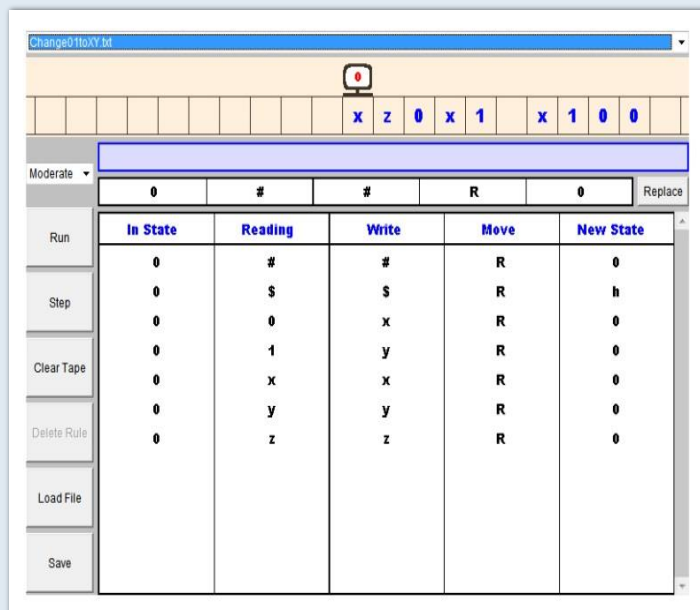 Change01toXY.txt
0
x z 0 x 1 x 1 0 0
Moderate
0 # # R 0 Replace
Run
In State Reading Write Move New State
0 # # R 0
0 $ $ R h
Step
0 0 x R 0
0 1 y R 0
Clear Tape
0 x x R 0
0 y y R 0
Delete Rule
0 z z R 0
Load File
Save